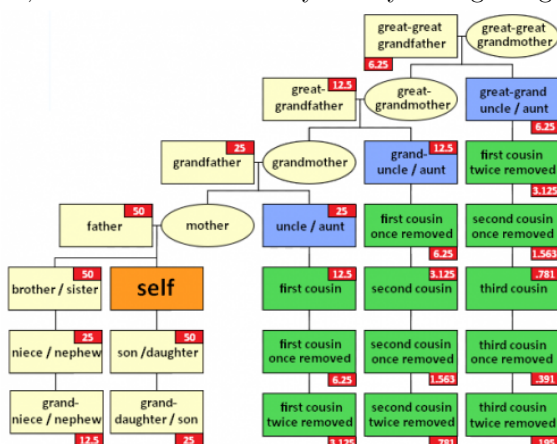 great-great
grandfather
6.25
great-great
grandmother
great-
grandfather
12.5
great-
grandmother
great-grand
uncle / aunt
6.25
grandfather
25
grandmother
grand-
uncle / aunt
12.5
first cousin
twice removed
3.125
father
50
mother
uncle / aunt
25
first cousin
once removed
6.25
second cousin
once removed
1.563
brother / sister
50
self
first cousin
12.5
second cousin
3.125
third cousin
.781
niece / nephew
25
son /daughter
50
first cousin
once removed
6.25
second cousin
once removed
1.563
third cousin
once removed
.391
grand-
niece / nephew
12.5
grand-
daughter / son
25
first cousin
twice removed
3.125
second cousin
twice removed
.781
third cousin
twice removed
.195